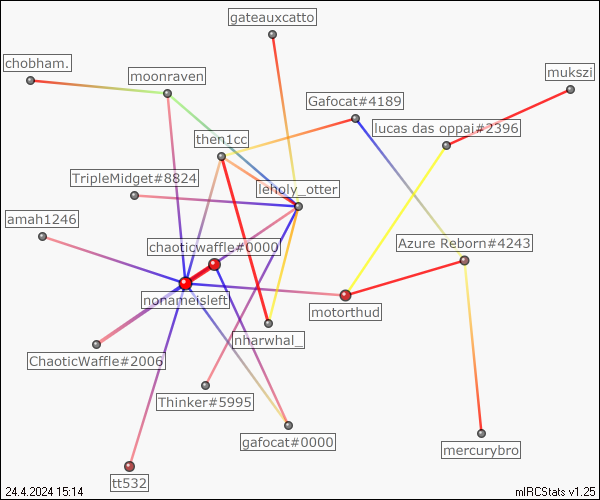 gateauxcatto
chobham.
moonraven
mukszi
Gafocat#4189
lucas das oppai#2396
then1cc
TripleMidget#8824
leholy_otter
amah1246
chaoticwaffle#0000
Azure Reborn#4243
nonameisleft
motorthud
nharwhal_
ChaoticWaffle#2006
Thinker#5995
gafocat#0000
mercurybro
tt532
24.4.2024 15:14
mIRCStats v1.25